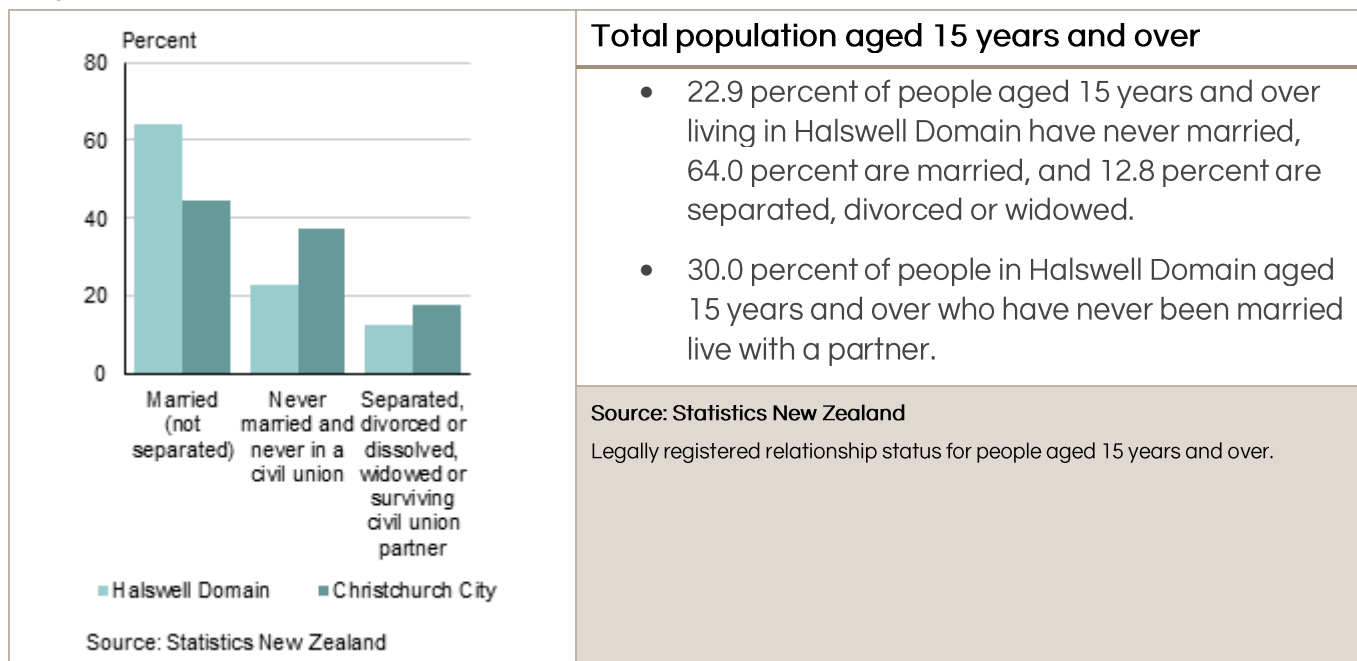 Percent
80
60
40
20
0
Married
(not
separated)
Never
married and
never in a
civil union
Separated,
divorced or
dissolved,
widowed or
surviving
civil union
partner
Halswell Domain
Christchurch City
Source: Statistics New Zealand
Total population aged 15 years and over
• 22.9 percent of people aged 15 years and over
living in Halswell Domain have never married,
64.0 percent are married, and 12.8 percent are
separated, divorced or widowed.
• 30.0 percent of people in Halswell Domain aged
15 years and over who have never been married
live with a partner.
Source: Statistics New Zealand
Legally registered relationship status for people aged 15 years and over.